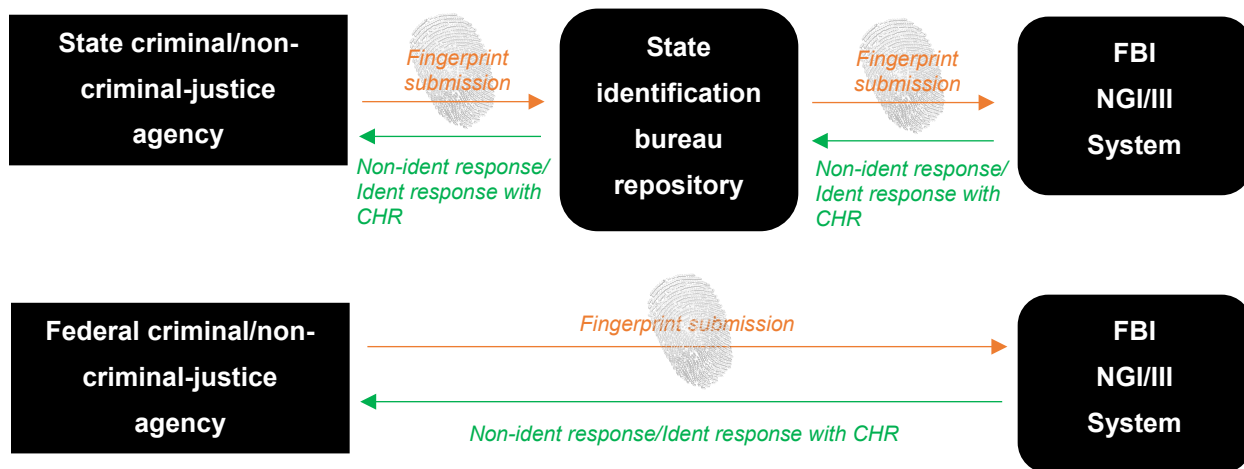 State criminal/non-
criminal-justice
agency
Fingerprint
submission
Non-ident response/
Ident response with
CHR
State
identification
bureau
repository
Fingerprint
submission
Non-ident response/
Ident response with
CHR
FBI
NGI/III
System
Federal criminal/non-
criminal-justice
agency
Fingerprint submission
Non-ident response/Ident response with CHR
FBI
NGI/III
System